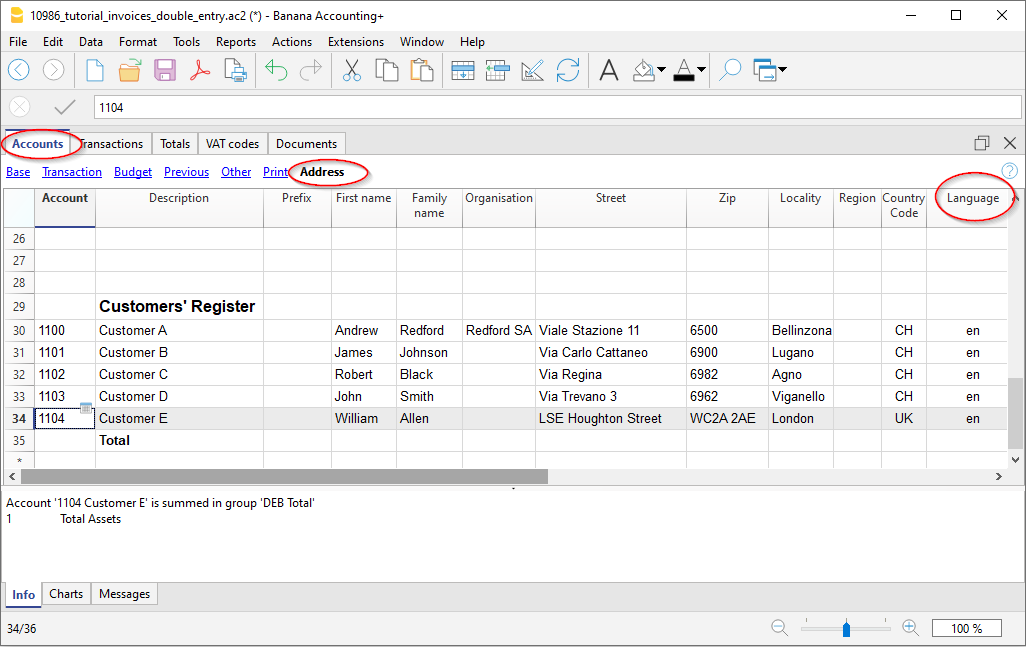 10986_tutorial_invoices_double_entry.ac2 (*) - Banana Accounting+
File Edit Data Format Tools Reports Actions Extensions Window Help
1104
Accounts Transactions Totals VAT codes Documents
Base Transaction Budget Previous Other Print Address
Account Description Prefix First name Family name Organisation Street Zip Locality Region Country Code Language
26
27
28
29 Customers' Register
30 1100 Customer A Andrew Redford Redford SA Viale Stazione 11 6500 Bellinzona CH en
31 1101 Customer B James Johnson Via Carlo Cattaneo 6900 Lugano CH en
32 1102 Customer C Robert Black Via Regina 6982 Agno CH en
33 1103 Customer D John Smith Via Trevano 3 6962 Viganello CH en
34 1104 Customer E William Allen LSE Houghton Street WC2A 2AE London UK en
35 Total
*
Account '1104 Customer E' is summed in group 'DEB Total'
1 Total Assets
Info Charts Messages
34/36 100 %